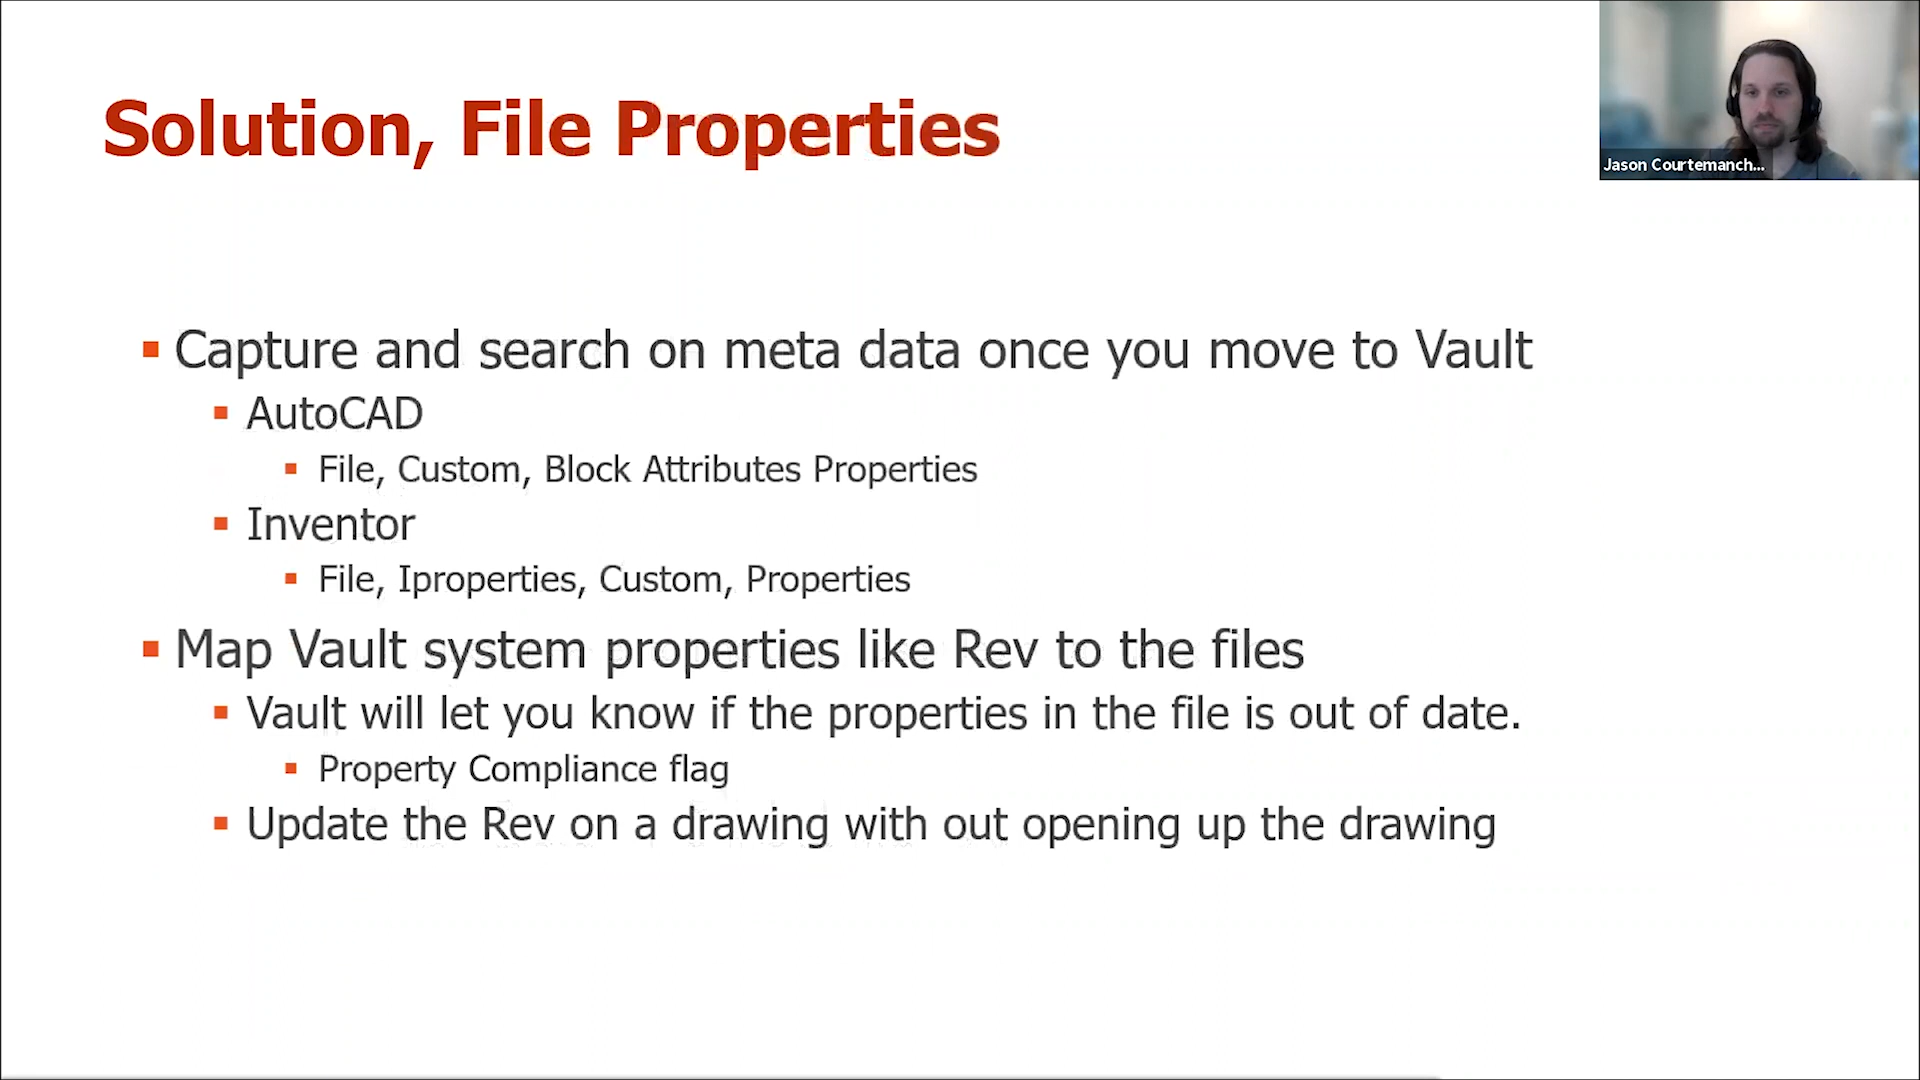 Solution, File Properties
Jason Courtemanch...
Capture and search on meta data once you move to Vault
AutoCAD
File, Custom, Block Attributes Properties
Inventor
File, Iproperties, Custom, Properties
Map Vault system properties like Rev to the files
Vault will let you know if the properties in the file is out of date.
Property Compliance flag
Update the Rev on a drawing with out opening up the drawing